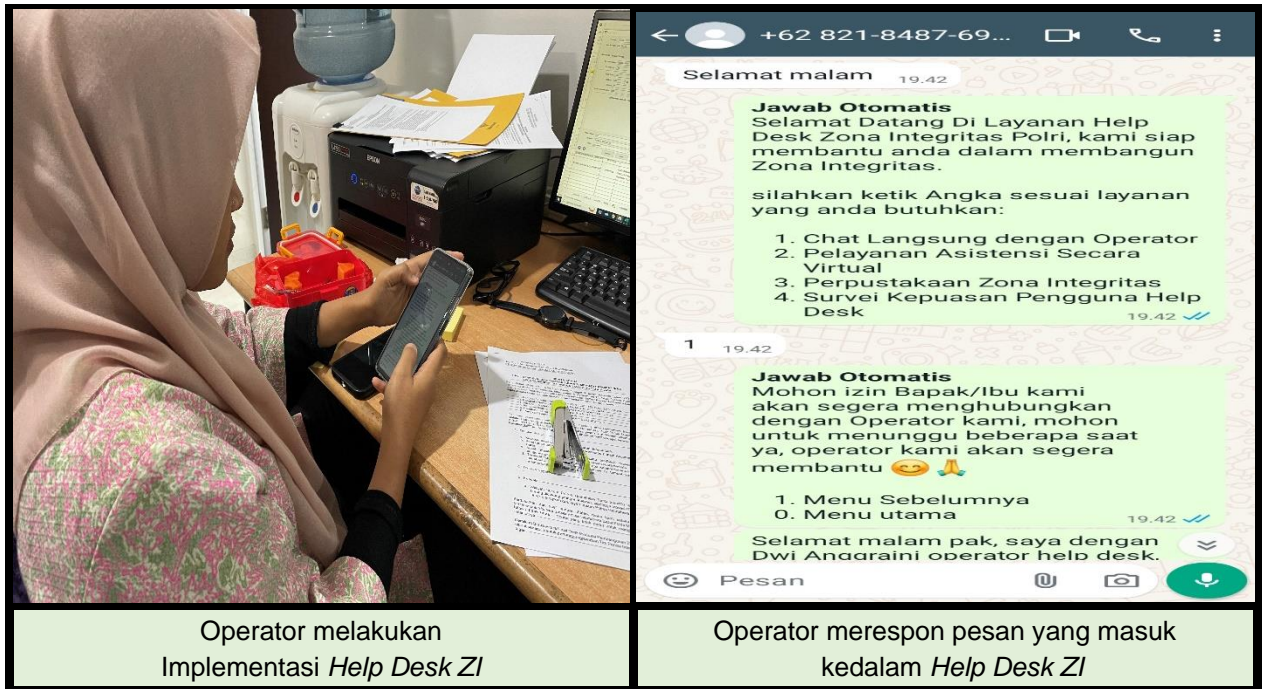 EPSON
+62 821-8487-69...
Selamat malam 19.42
Jawab Otomatis
Selamat Datang Di Layanan Help
Desk Zona Integritas Polri, kami siap
membantu anda dalam membangun
Zona Integritas.
silahkan ketik Angka sesuai layanan
yang anda butuhkan:
1. Chat Langsung dengan Operator
2. Pelayanan Asistensi Secara
Virtual
3. Perpustakaan Zona Integritas
4. Survei Kepuasan Pengguna Help
Desk
19.42
1 19.42
Jawab Otomatis
Mohon izin Bapak/Ibu kami
akan segera menghubungkan
dengan Operator kami, mohon
untuk menunggu beberapa saat
ya, operator kami akan segera
membantu 😊 🙏
1. Menu Sebelumnya
0. Menu utama
19.42
Selamat malam pak, saya dengan
Dwi Anggraini operator help desk.
Pesan
Operator melakukan
Implementasi Help Desk ZI
Operator merespon pesan yang masuk
kedalam Help Desk ZI